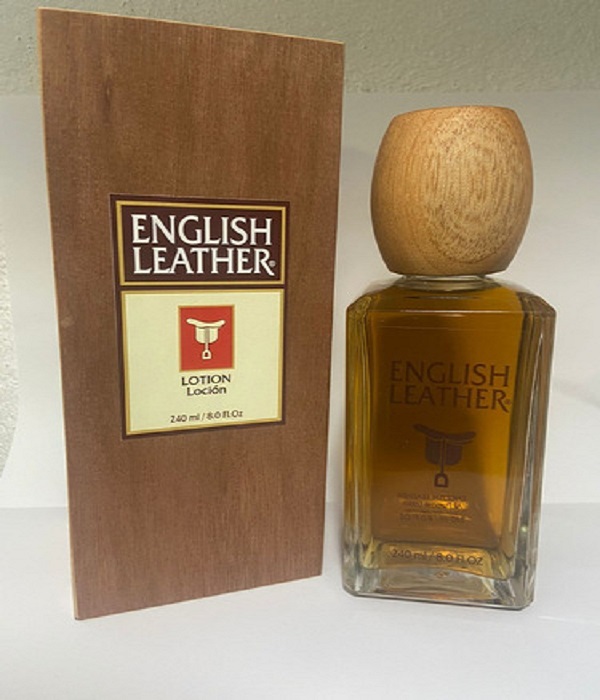 ENGLISH
LEATHER®
LOTION
Loción
240 ml / 8.0 fl.Oz
ENGLISH
LEATHER®
240 ml / 8.0 FL OZ